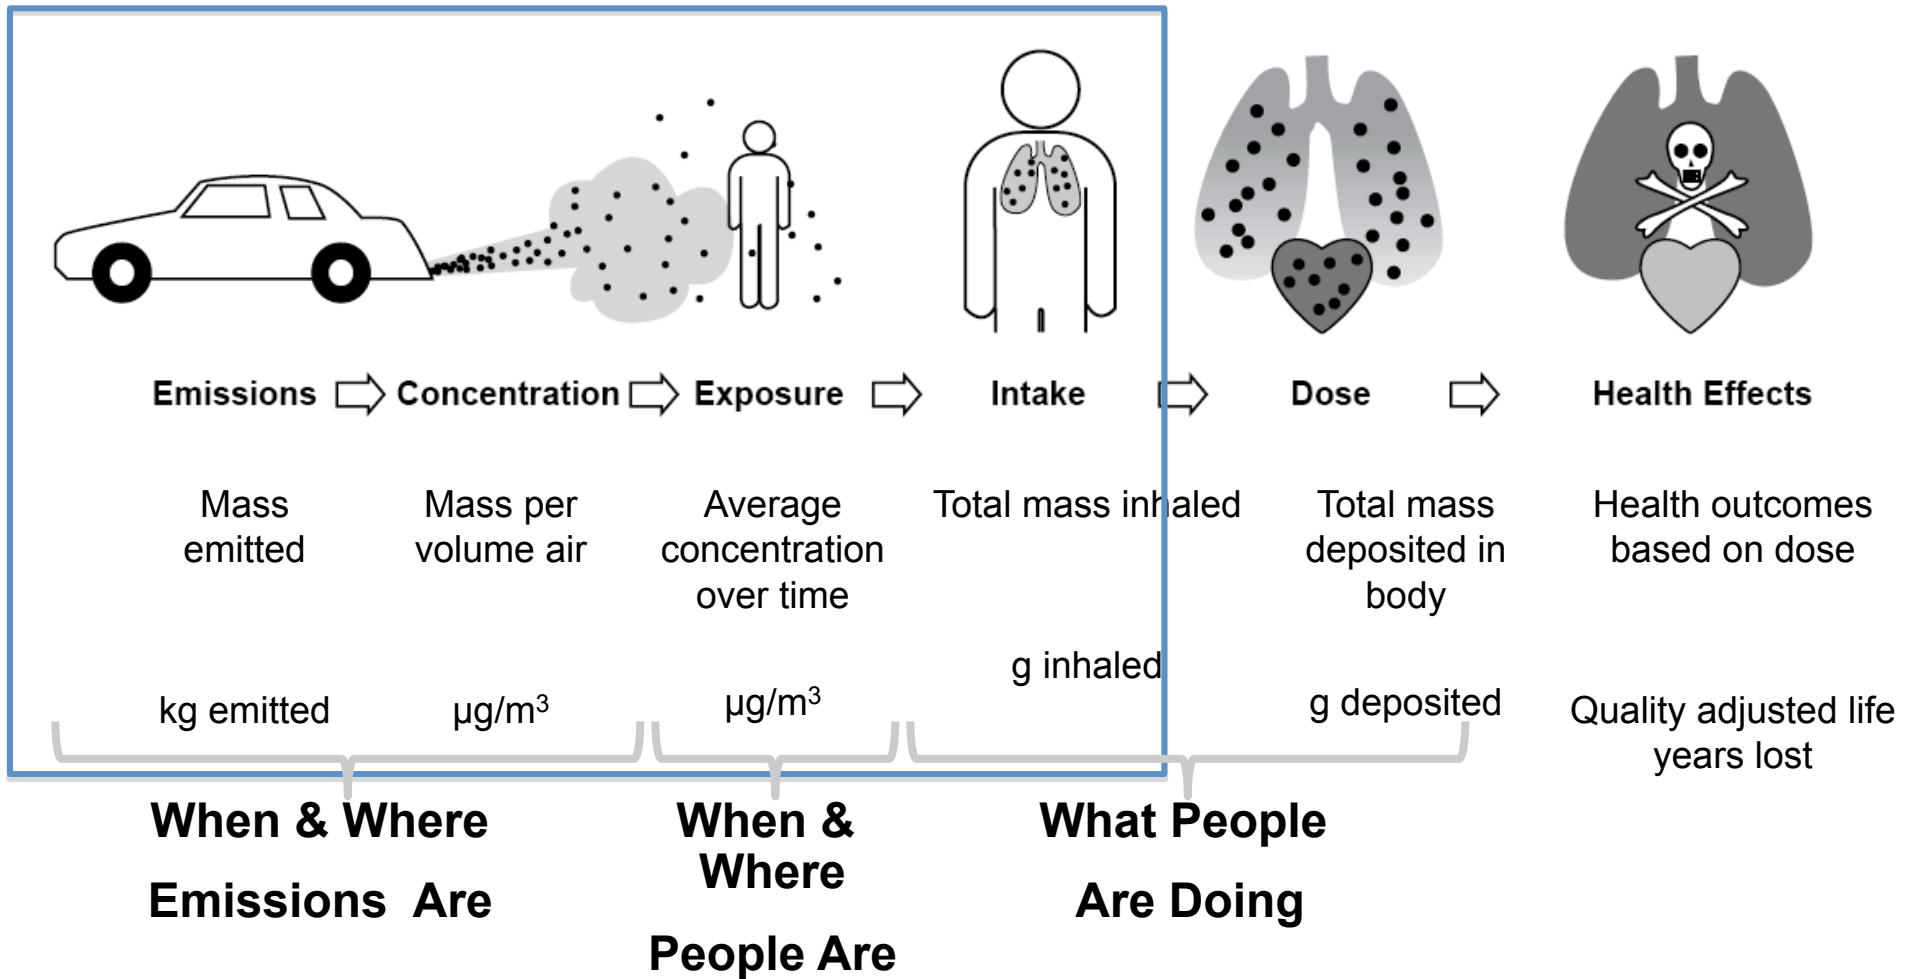 Emissions
Concentration
Exposure
Intake
Dose
Health Effects
Mass
emitted
Mass per
volume air
Average
concentration
over time
Total mass inhaled
Total mass
deposited in
body
Health outcomes
based on dose
kg emitted
µg/m³
µg/m³
g inhaled
g deposited
Quality adjusted life
years lost
When & Where
Emissions Are
When &
Where
People Are
What People
Are Doing